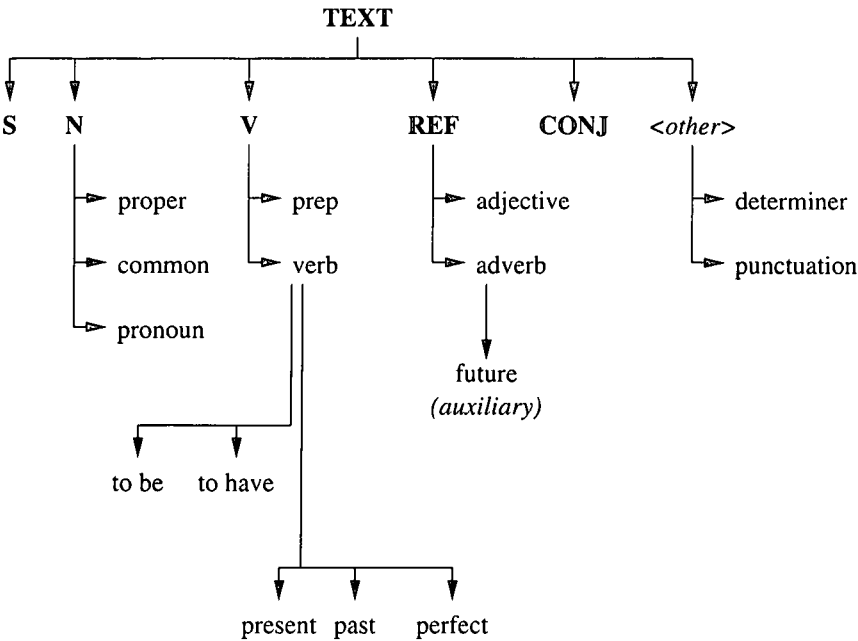 TEXT
S N V REF CONJ <other>
proper prep adjective determiner
common verb adverb punctuation
pronoun
future
(auxiliary)
to be to have
present past perfect